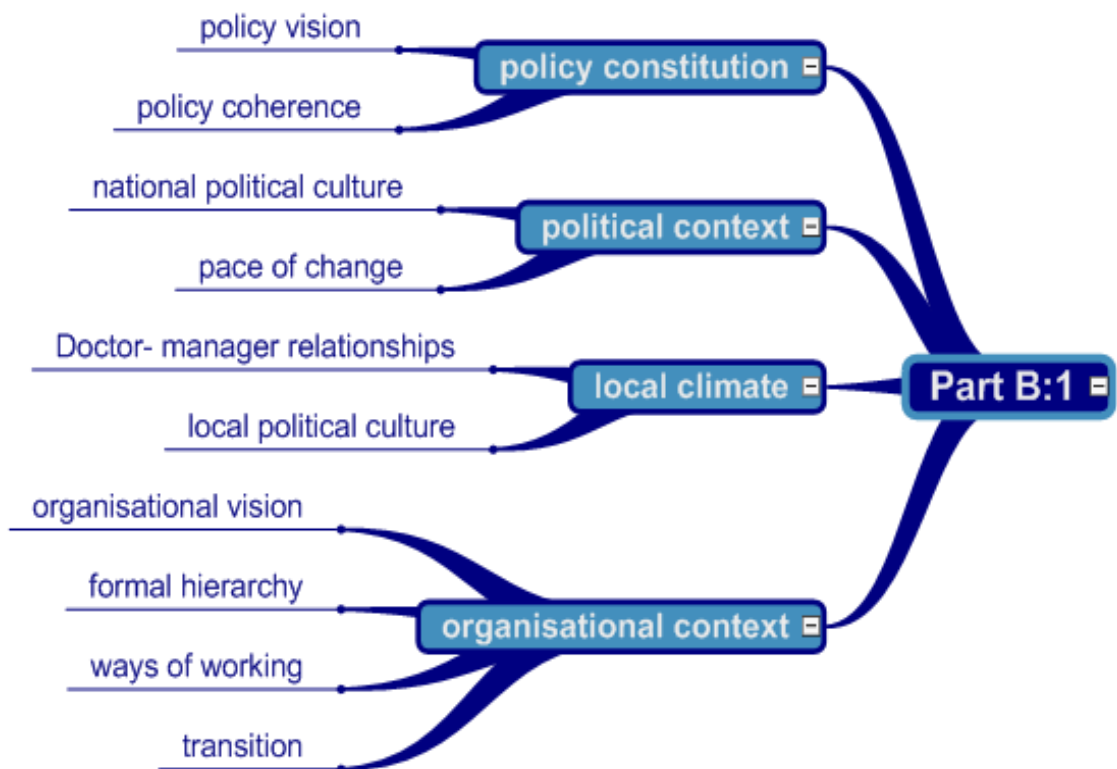 policy vision
policy constitution
policy coherence
national political culture
political context
pace of change
Doctor- manager relationships
local climate
Part B:1
local political culture
organisational vision
formal hierarchy
organisational context
ways of working
transition